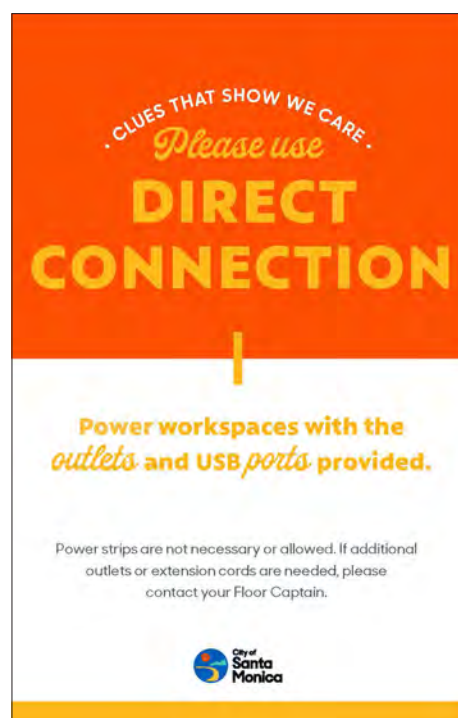 · CLUES THAT SHOW WE CARE ·
Please use
DIRECT
CONNECTION
Power workspaces with the
outlets and USB ports provided.
Power strips are not necessary or allowed. If additional
outlets or extension cords are needed, please
contact your Floor Captain.
City of
Santa
Monica